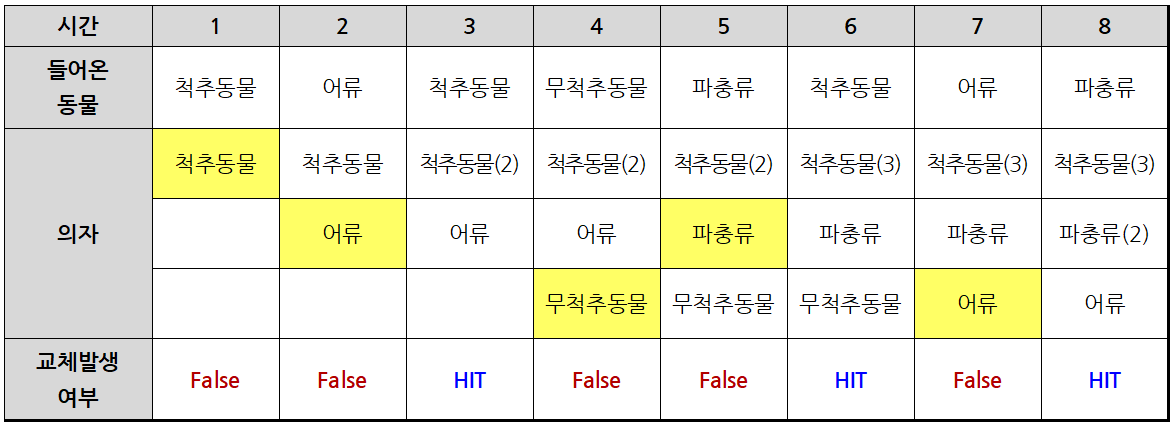 시간 1 2 3 4 5 6 7 8
들어온
동물 척추동물 어류 척추동물 무척추동물 파충류 척추동물 어류 파충류
의자 척추동물 척추동물 척추동물(2) 척추동물(2) 척추동물(2) 척추동물(3) 척추동물(3) 척추동물(3)
어류 어류 어류 파충류 파충류 파충류 파충류(2)
무척추동물 무척추동물 무척추동물 어류 어류
교체발생
여부 False False HIT False False HIT False HIT